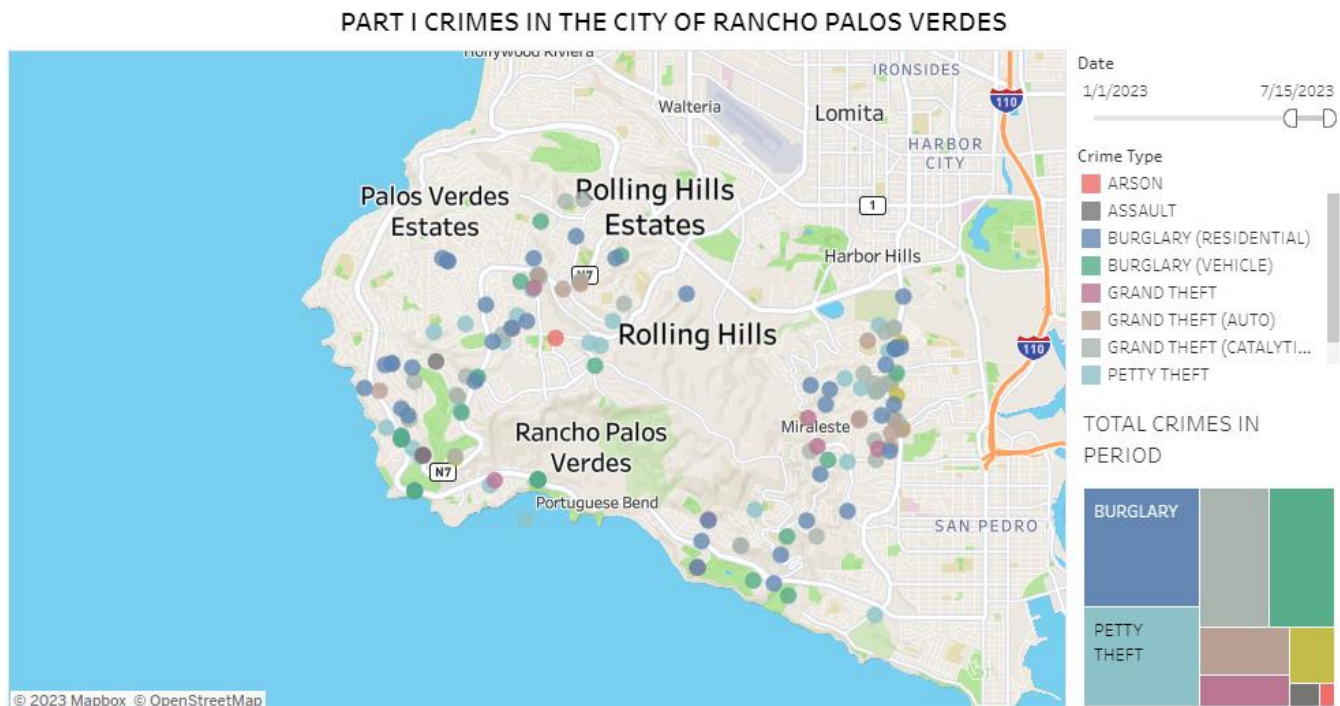 PART I CRIMES IN THE CITY OF RANCHO PALOS VERDES
Hollywood Riviera
IRONSIDES
110
Walteria
Lomita
HARBOR
CITY
Palos Verdes
Estates
Rolling Hills
Estates
1
Harbor Hills
N7
Rolling Hills
110
Miraleste
Rancho Palos
Verdes
N7
Portuguese Bend
SAN PEDRO
© 2023 Mapbox © OpenStreetMap
Date
1/1/2023 7/15/2023
Crime Type
ARSON
ASSAULT
BURGLARY (RESIDENTIAL)
BURGLARY (VEHICLE)
GRAND THEFT
GRAND THEFT (AUTO)
GRAND THEFT (CATALYTI...
PETTY THEFT
TOTAL CRIMES IN
PERIOD
BURGLARY
PETTY
THEFT